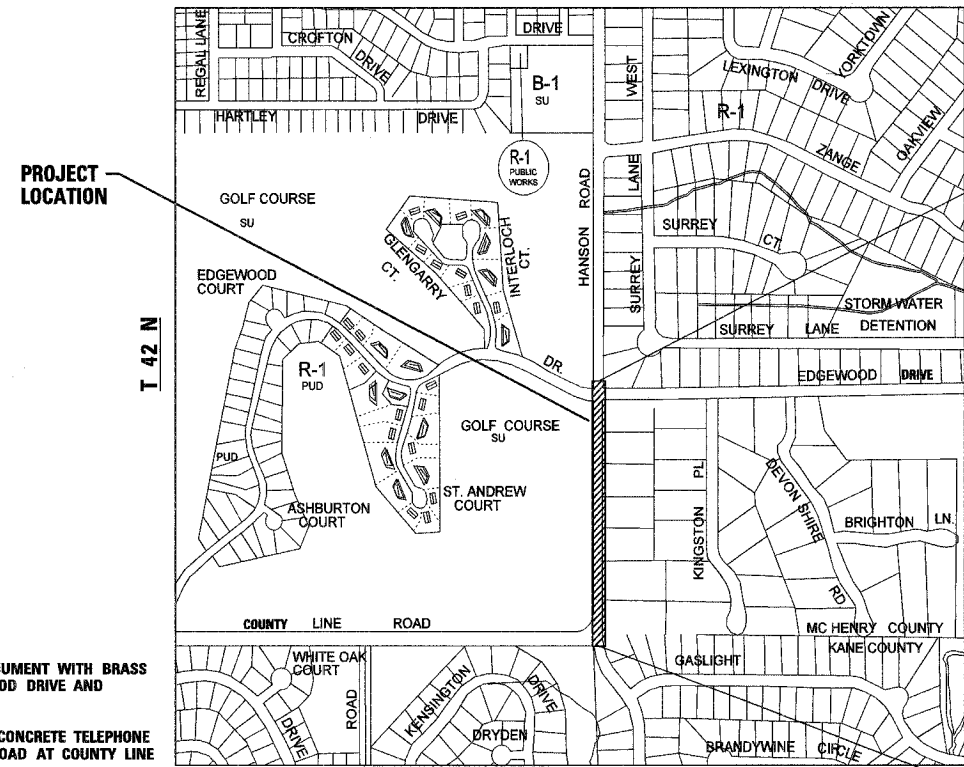 REGAL LANE
CROFTON
DRIVE
DRIVE
HARTLEY
DRIVE
B-1
SU
R-1
PUBLIC
WORKS
WEST
LEXINGTON
DRIVE
YORKTOWN
R-1
ZANGE
OAKVIEW
PROJECT
LOCATION
GOLF COURSE
SU
HANSON ROAD
SURREY LANE
SURREY
CT.
GLENGARRY
CT.
INTERLOCH
CT.
EDGEWOOD
COURT
STORM WATER
SURREY LANE DETENTION
T 42 N
R-1
PUD
DR.
EDGEWOOD DRIVE
GOLF COURSE
SU
PUD
ST. ANDREW
COURT
ASHBURTON
COURT
KINGSTON PL
DEVON SHIRE
RD
BRIGHTON LN.
COUNTY LINE ROAD
MC HENRY COUNTY
KANE COUNTY
GASLIGHT
CUMENT WITH BRASS
OD DRIVE AND
WHITE OAK
COURT
DRIVE
ROAD
KENSINGTON
DRIVE
DRYDEN
BRANDYWINE CIRCLE
CONCRETE TELEPHONE
OAD AT COUNTY LINE